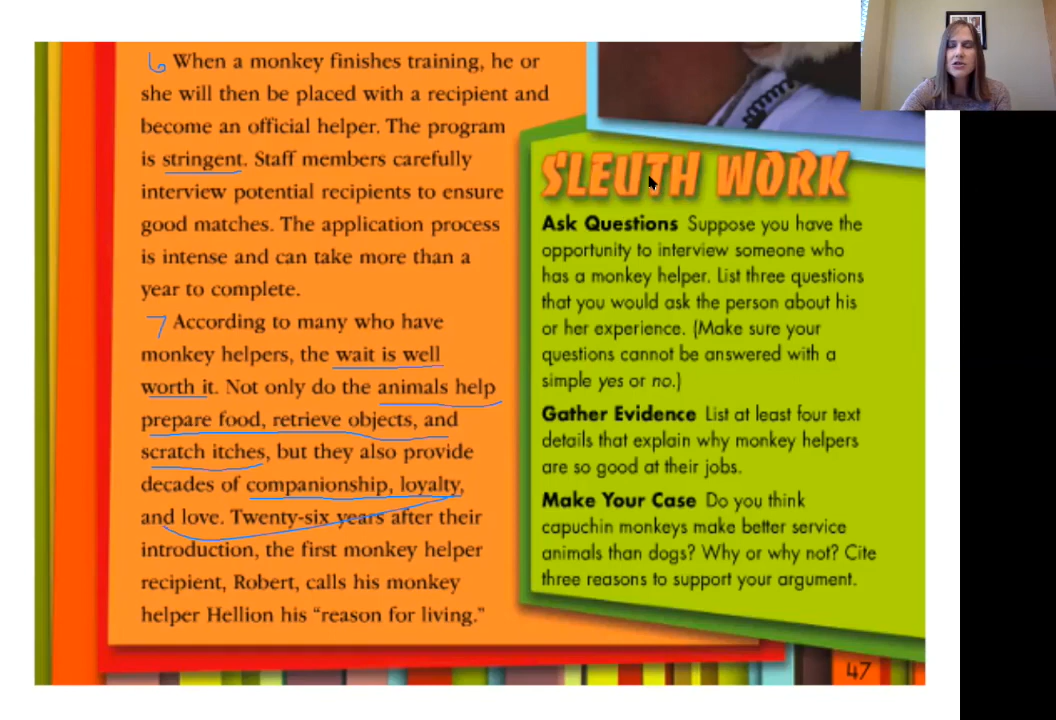 6 When a monkey finishes training, he or
she will then be placed with a recipient and
become an official helper. The program
is stringent. Staff members carefully
interview potential recipients to ensure
good matches. The application process
is intense and can take more than a
year to complete.
7 According to many who have
monkey helpers, the wait is well
worth it. Not only do the animals help
prepare food, retrieve objects, and
scratch itches, but they also provide
decades of companionship, loyalty,
and love. Twenty-six years after their
introduction, the first monkey helper
recipient, Robert, calls his monkey
helper Hellion his “reason for living.”
SLEUTH WORK
Ask Questions Suppose you have the
opportunity to interview someone who
has a monkey helper. List three questions
that you would ask the person about his
or her experience. (Make sure your
questions cannot be answered with a
simple yes or no.)
Gather Evidence List at least four text
details that explain why monkey helpers
are so good at their jobs.
Make Your Case Do you think
capuchin monkeys make better service
animals than dogs? Why or why not? Cite
three reasons to support your argument.
47